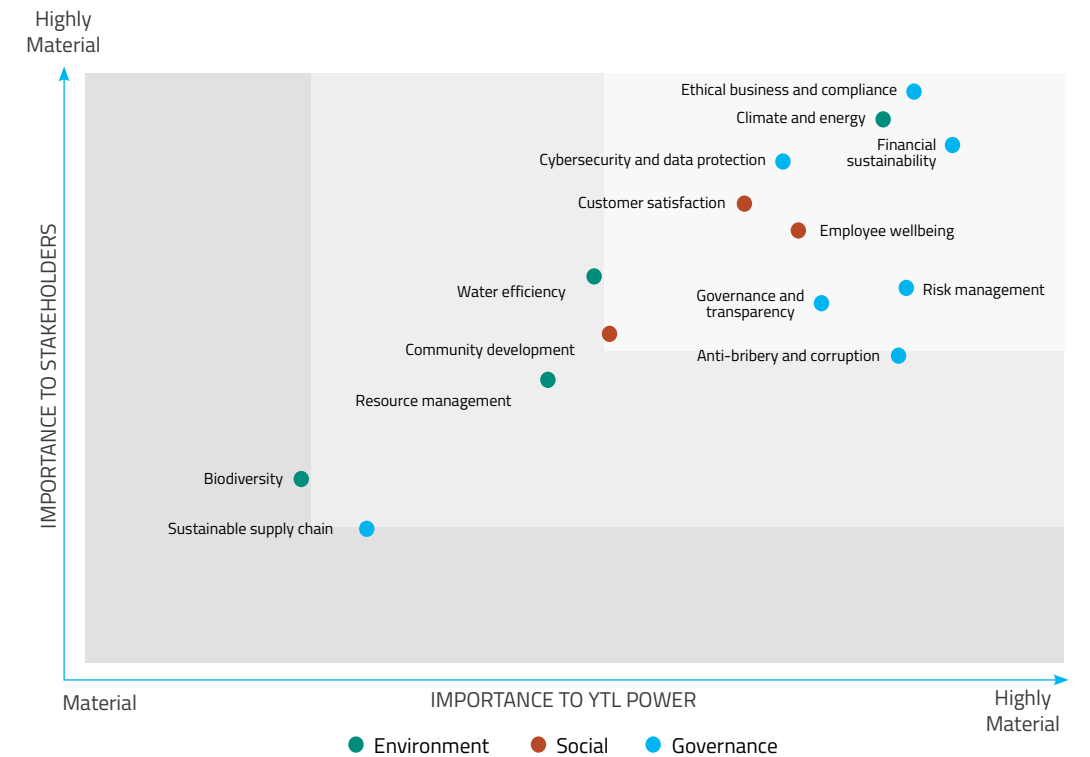 Highly
Material
Ethical business and compliance
Climate and energy
Financial
sustainability
Cybersecurity and data protection
Customer satisfaction
Employee wellbeing
Water efficiency
Governance and
transparency
Risk management
Community development
Anti-bribery and corruption
Resource management
Biodiversity
Sustainable supply chain
IMPORTANCE TO STAKEHOLDERS
Material
IMPORTANCE TO YTL POWER
Highly
Material
Environment
Social
Governance